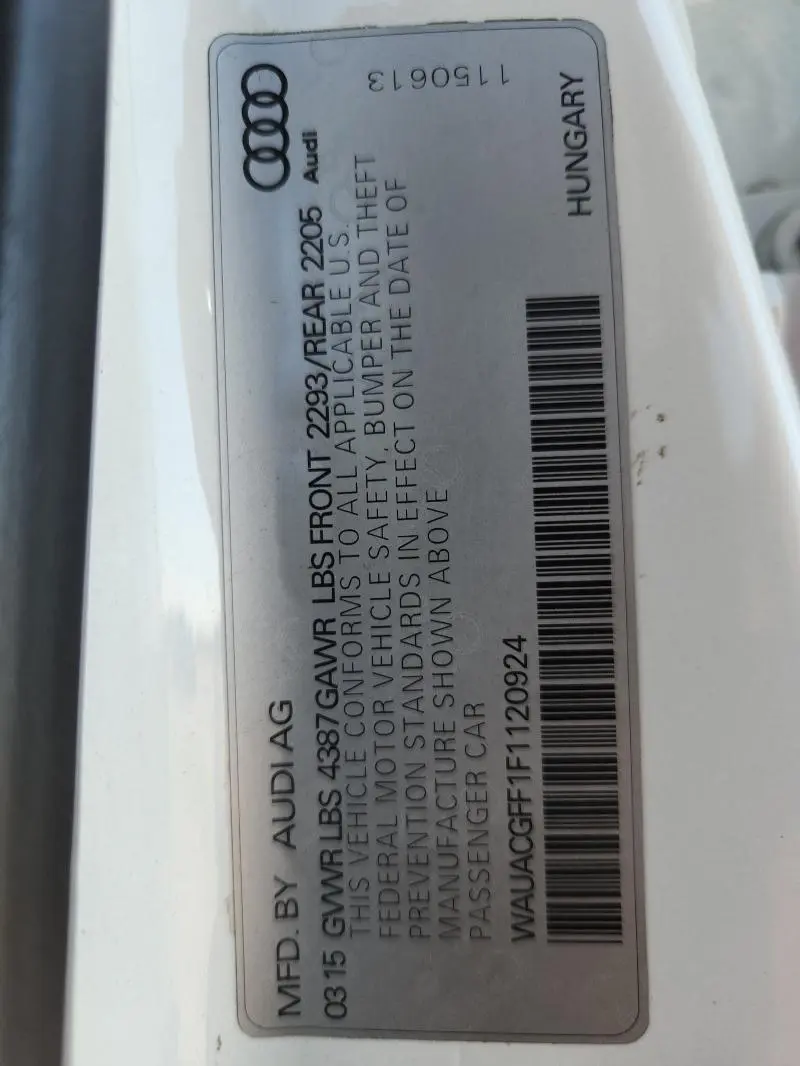 MFD. BY AUDI AG
Audi
03 15 GVWR LBS 4387 GAWR LBS FRONT 2293/REAR 2205
THIS VEHICLE CONFORMS TO ALL APPLICABLE U.S.
FEDERAL MOTOR VEHICLE SAFETY, BUMPER AND THEFT
PREVENTION STANDARDS IN EFFECT ON THE DATE OF
MANUFACTURE SHOWN ABOVE
PASSENGER CAR
1150613
WAUACGFF1F1120924
HUNGARY